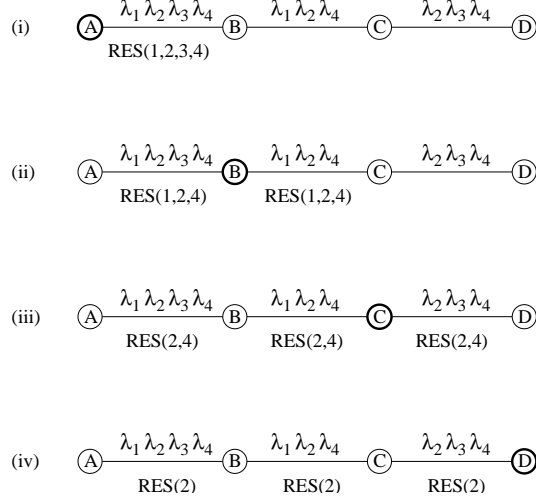 λ1 λ2 λ3 λ4 λ1 λ2 λ4 λ2 λ3 λ4
(i) A B C D
RES(1,2,3,4)
λ1 λ2 λ3 λ4 λ1 λ2 λ4 λ2 λ3 λ4
(ii) A B C D
RES(1,2,4) RES(1,2,4)
λ1 λ2 λ3 λ4 λ1 λ2 λ4 λ2 λ3 λ4
(iii) A B C D
RES(2,4) RES(2,4) RES(2,4)
λ1 λ2 λ3 λ4 λ1 λ2 λ4 λ2 λ3 λ4
(iv) A B C D
RES(2) RES(2) RES(2)